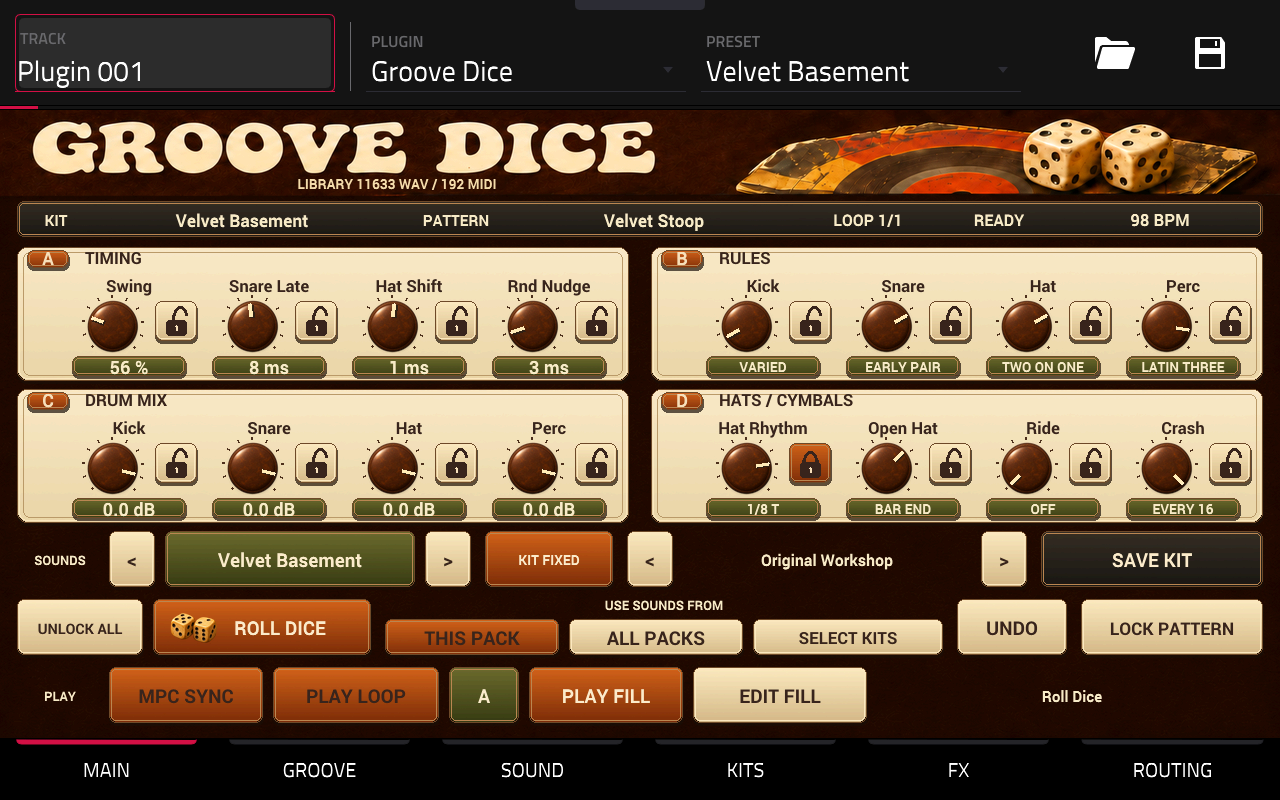 TRACK
Plugin 001
PLUGIN
Groove Dice
PRESET
Velvet Basement
GROOVE DICE
LIBRARY 11633 WAV / 192 MIDI
KIT Velvet Basement PATTERN Velvet Stoop LOOP 1/1 READY 98 BPM
A TIMING
Swing Snare Late Hat Shift Rnd Nudge
56 % 8 ms 1 ms 3 ms
B RULES
Kick Snare Hat Perc
VARIED EARLY PAIR TWO ON ONE LATIN THREE
C DRUM MIX
Kick Snare Hat Perc
0.0 dB 0.0 dB 0.0 dB 0.0 dB
D HATS / CYMBALS
Hat Rhythm Open Hat Ride Crash
1/8 T BAR END OFF EVERY 16
SOUNDS < Velvet Basement > KIT FIXED < Original Workshop > SAVE KIT
USE SOUNDS FROM
UNLOCK ALL ROLL DICE THIS PACK ALL PACKS SELECT KITS UNDO LOCK PATTERN
PLAY MPC SYNC PLAY LOOP A PLAY FILL EDIT FILL Roll Dice
MAIN GROOVE SOUND KITS FX ROUTING